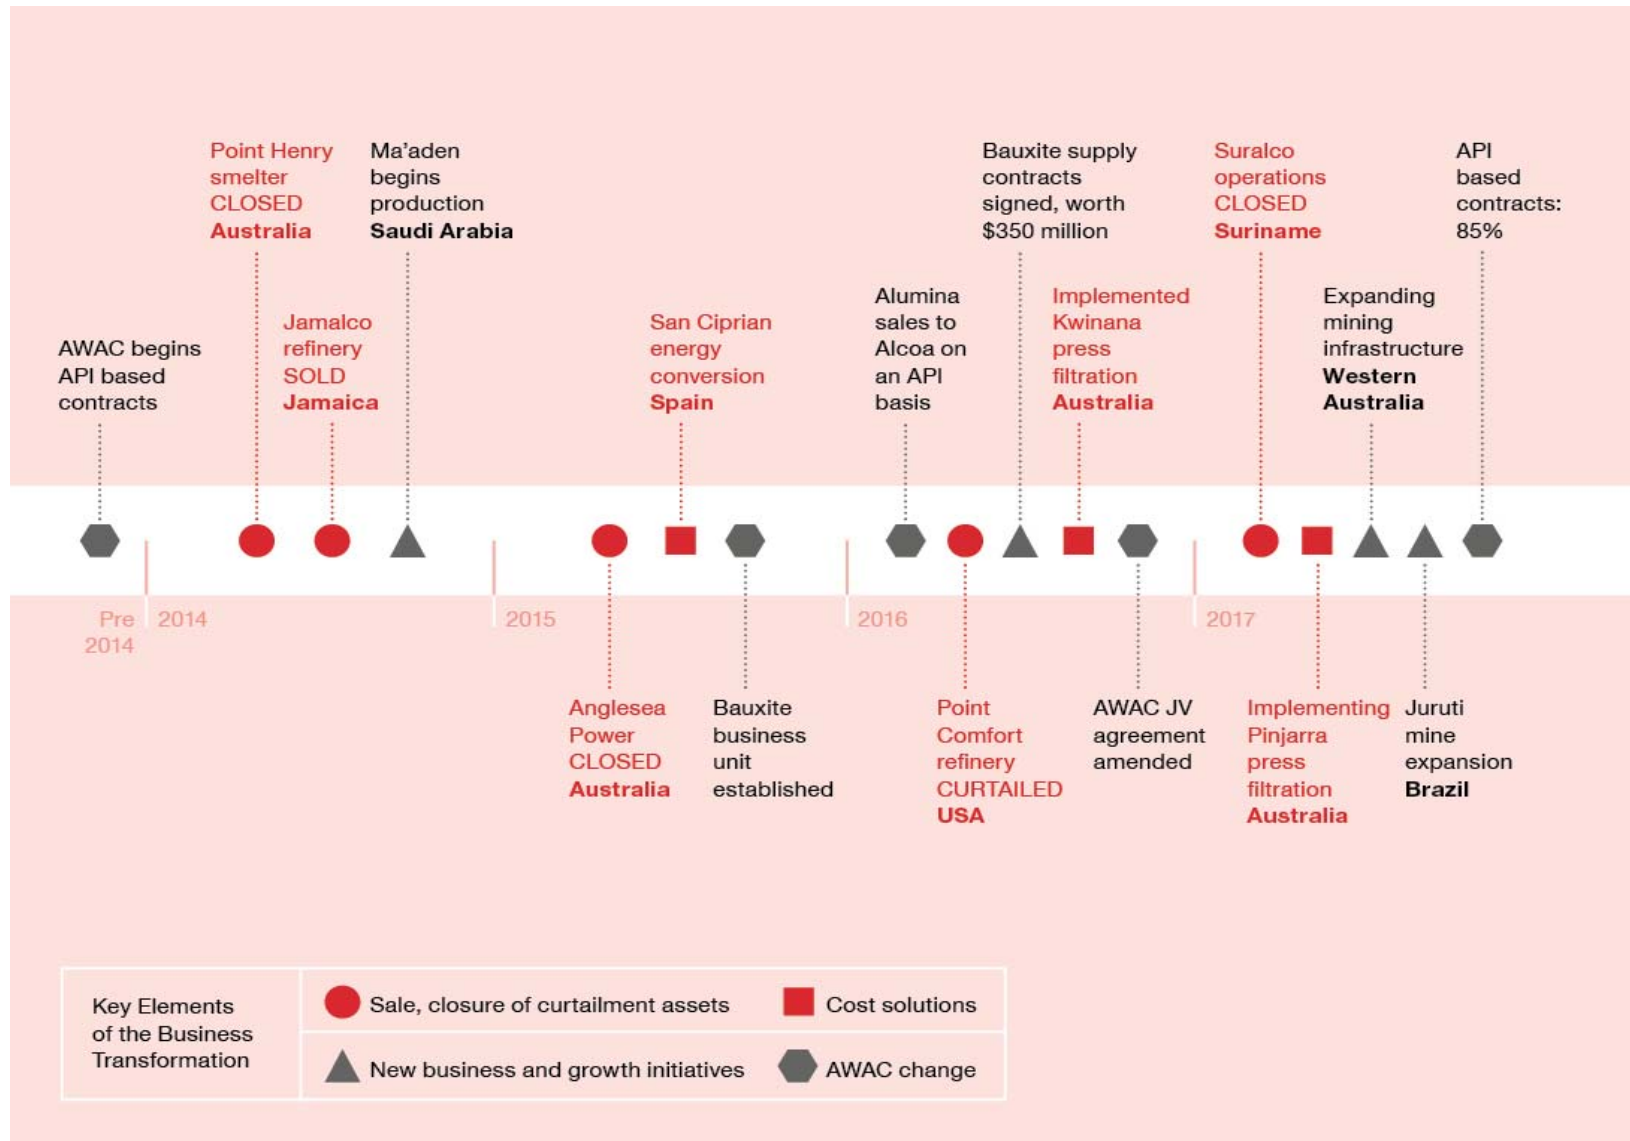 Point Henry
smelter
CLOSED
Australia
Ma'aden
begins
production
Saudi Arabia
Bauxite supply
contracts
signed, worth
$350 million
Suralco
operations
CLOSED
Suriname
API
based
contracts:
85%
AWAC begins
API based
contracts
Jamalco
refinery
SOLD
Jamaica
San Ciprian
energy
conversion
Spain
Alumina
sales to
Alcoa on
an API
basis
Implemented
Kwinana
press
filtration
Australia
Expanding
mining
infrastructure
Western
Australia
Pre
2014
2014
2015
2016
2017
Anglesea
Power
CLOSED
Australia
Bauxite
business
unit
established
Point
Comfort
refinery
CURTAILED
USA
AWAC JV
agreement
amended
Implementing
Pinjarra
press
filtration
Australia
Juruti
mine
expansion
Brazil
Key Elements
of the Business
Transformation
Sale, closure of curtailment assets
Cost solutions
New business and growth initiatives
AWAC change